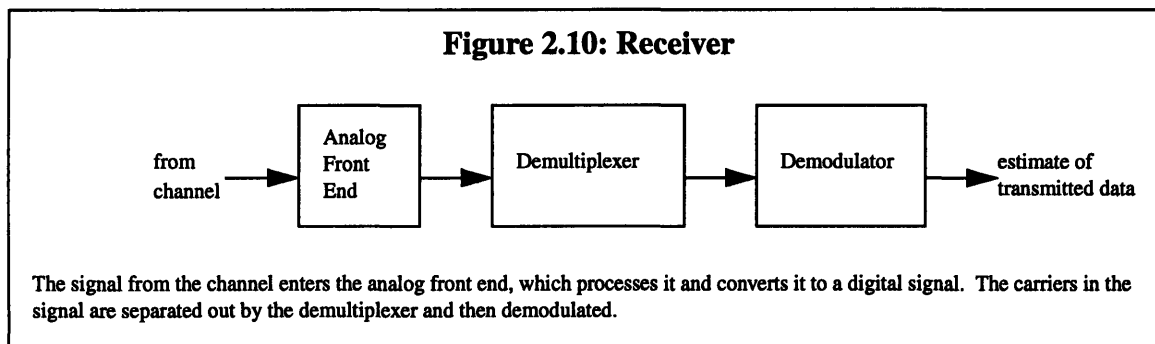 Figure 2.10: Receiver
from
channel
Analog
Front
End
Demultiplexer
Demodulator
estimate of
transmitted data
The signal from the channel enters the analog front end, which processes it and converts it to a digital signal. The carriers in the
signal are separated out by the demultiplexer and then demodulated.